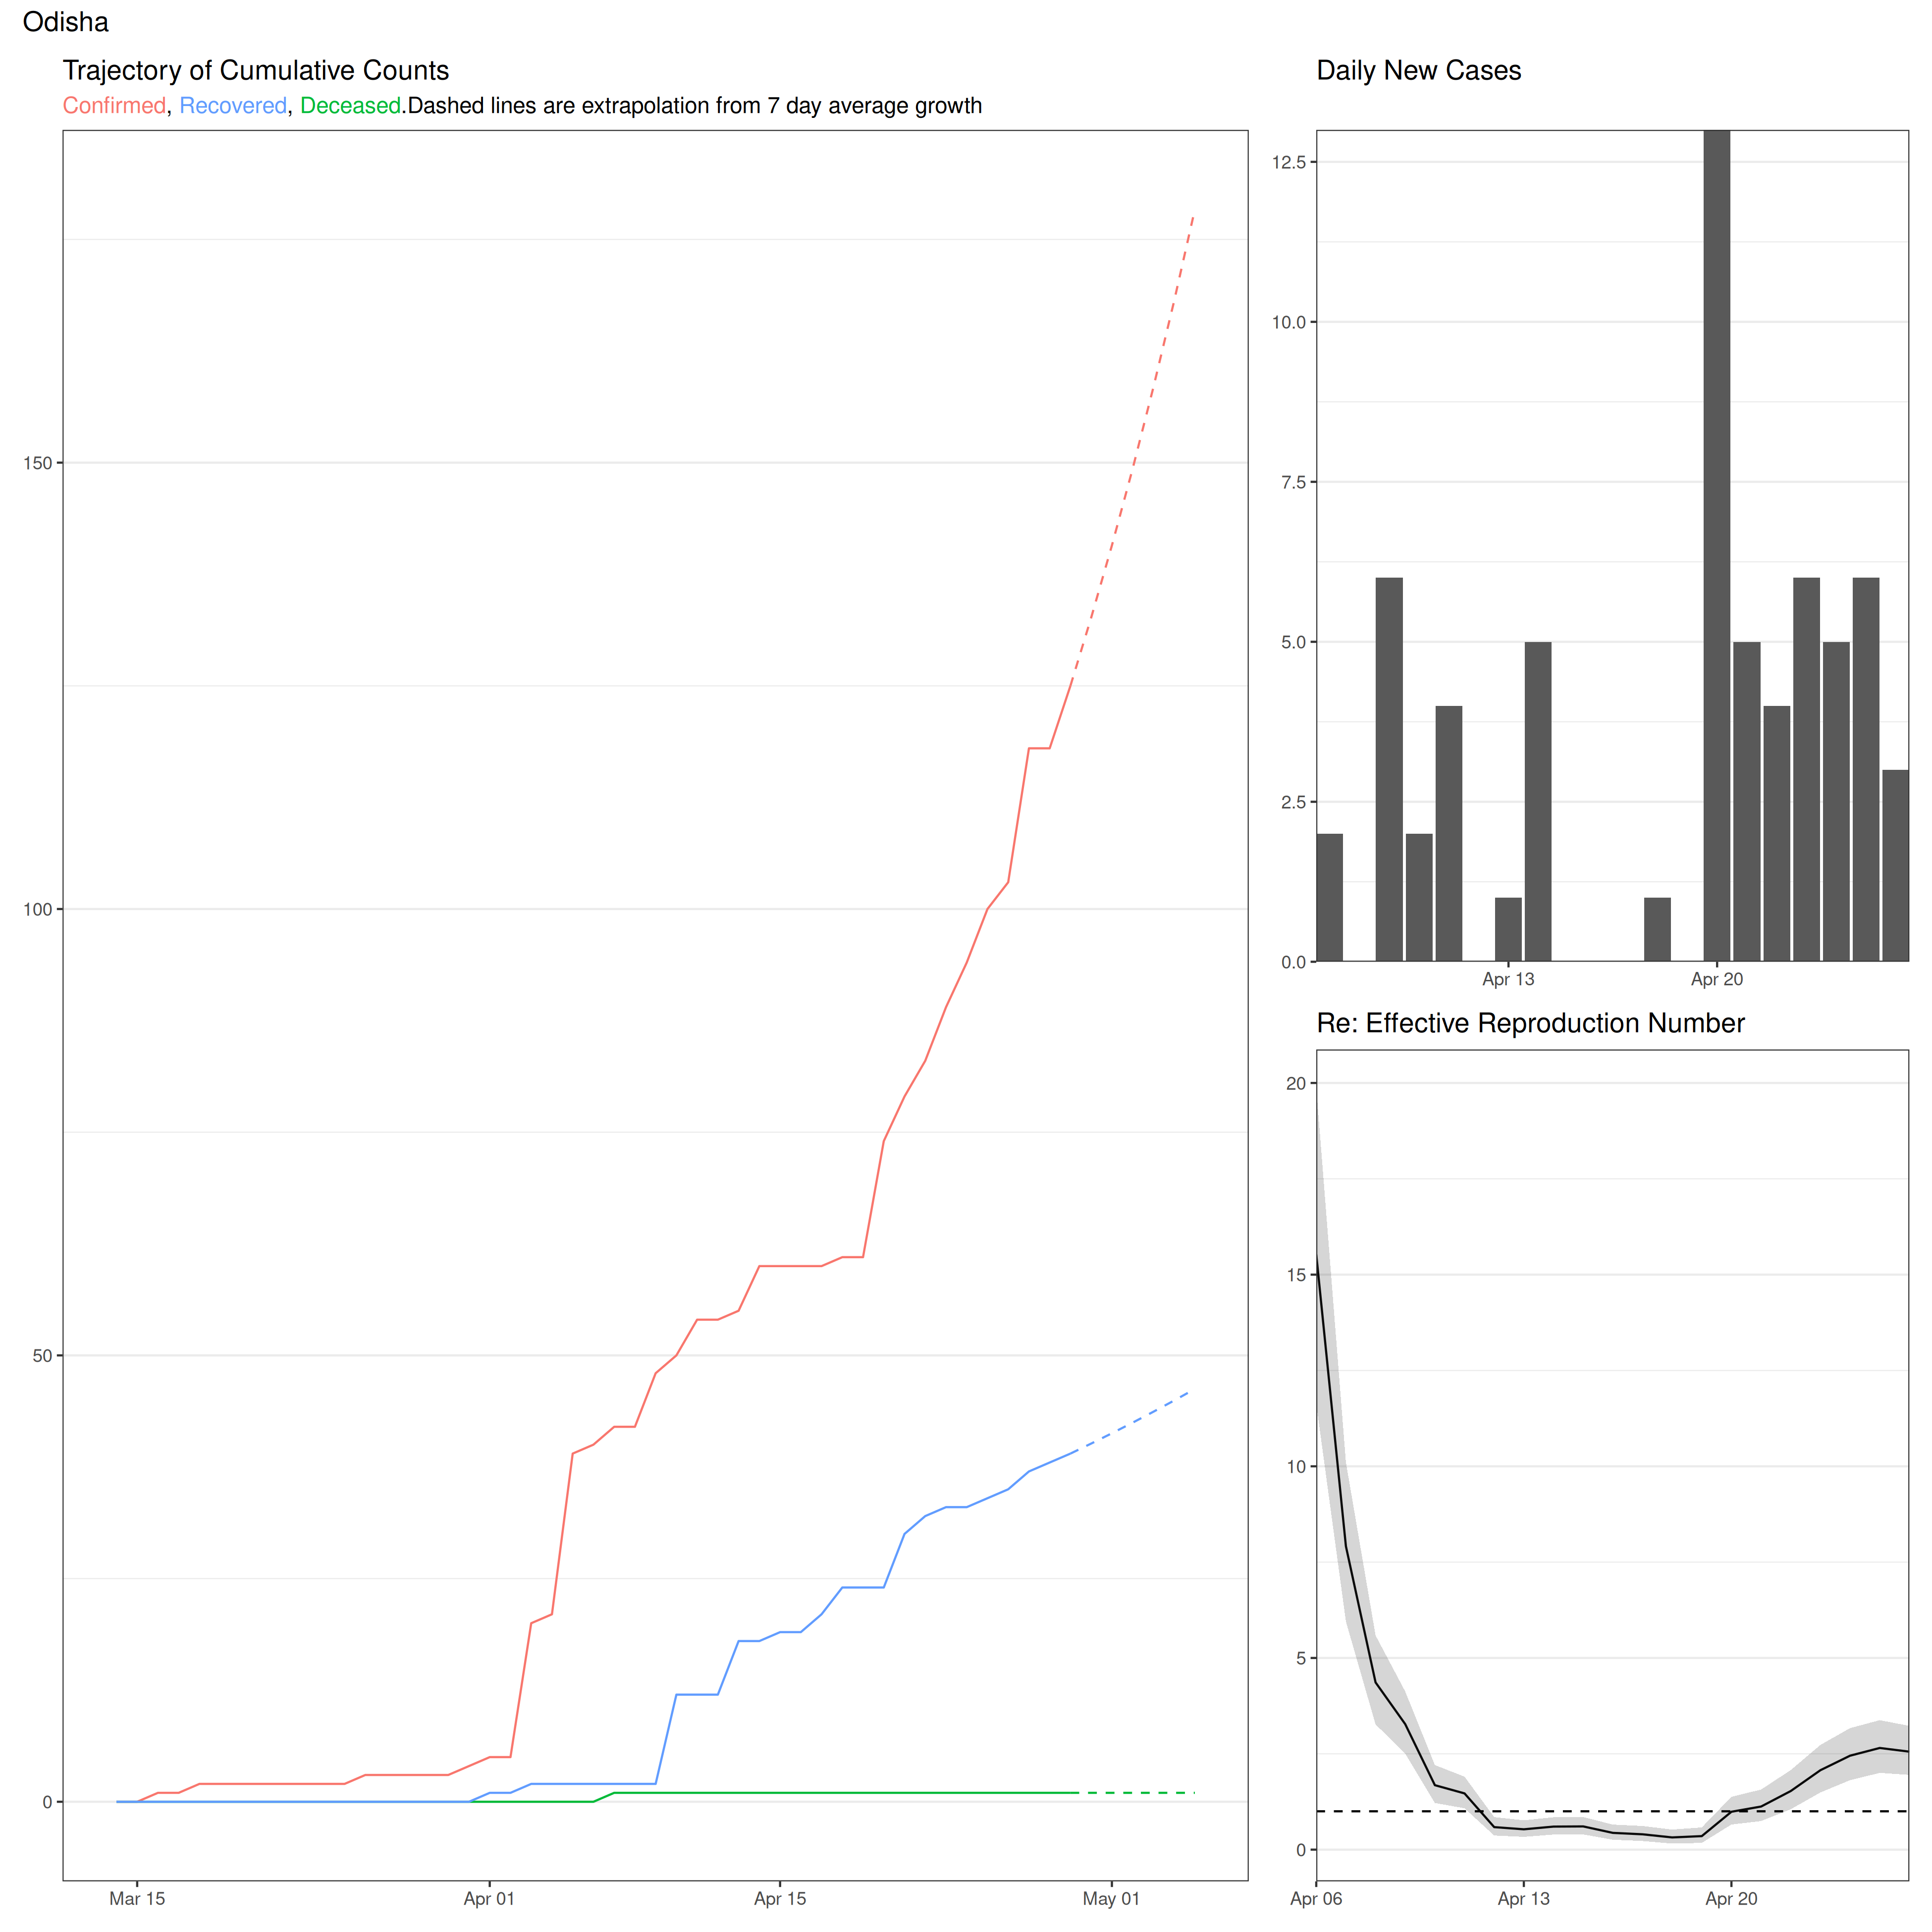 Odisha
Trajectory of Cumulative Counts
Confirmed, Recovered, Deceased.Dashed lines are extrapolation from 7 day average growth
150
100
50
0
Mar 15
Apr 01
Apr 15
May 01
Daily New Cases
12.5
10.0
7.5
5.0
2.5
0.0
Apr 13
Apr 20
Re: Effective Reproduction Number
20
15
10
5
0
Apr 06
Apr 13
Apr 20